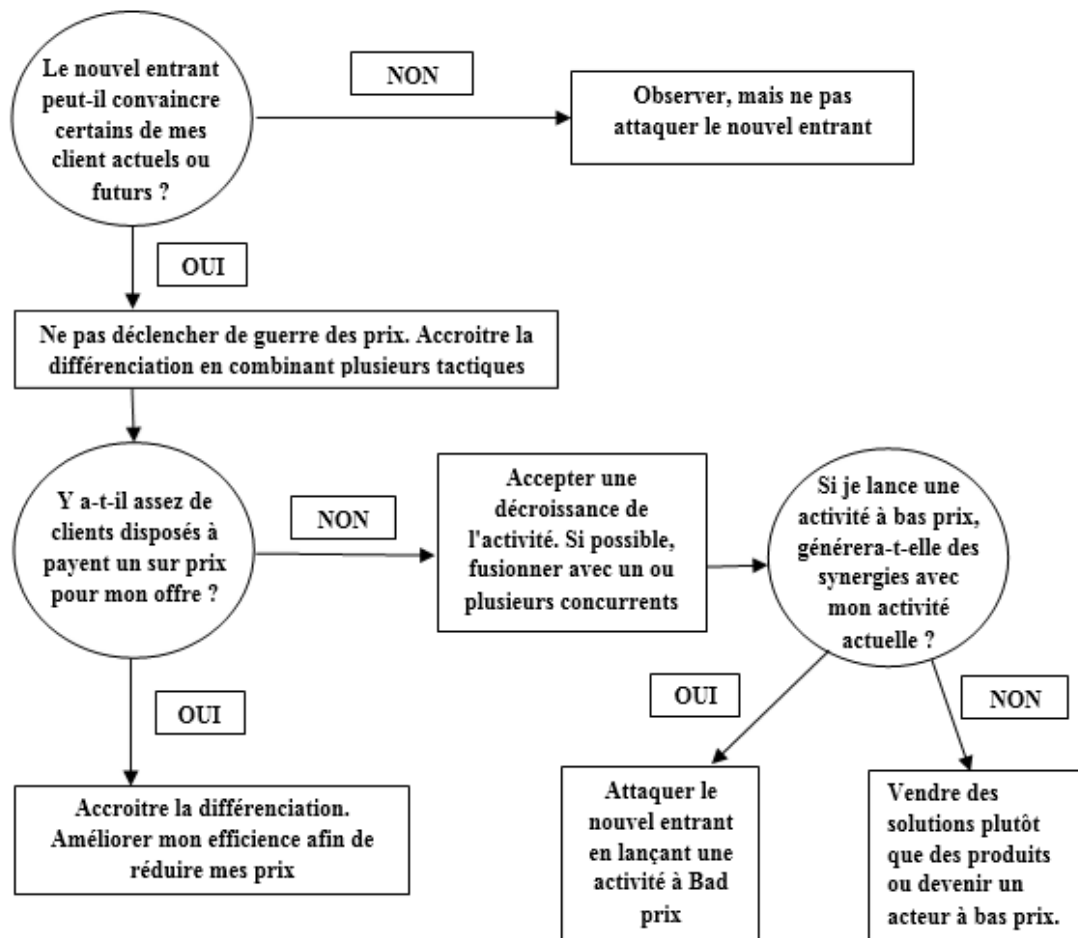 Le nouvel entrant
peut-il convaincre
certains de mes
client actuels ou
futurs ?
NON
Observer, mais ne pas
attaquer le nouvel entrant
OUI
Ne pas déclencher de guerre des prix. Accroitre la
différenciation en combinant plusieurs tactiques
Y a-t-il assez de
clients disposés à
payent un sur prix
pour mon offre ?
NON
Accepter une
décroissance de
l'activité. Si possible,
fusionner avec un ou
plusieurs concurrents
Si je lance une
activité à bas prix,
générera-t-elle des
synergies avec
mon activité
actuelle ?
OUI
OUI
NON
Accroitre la différenciation.
Améliorer mon efficience afin de
réduire mes prix
Attaquer le
nouvel entrant
en lançant une
activité à Bad
prix
Vendre des
solutions plutôt
que des produits
ou devenir un
acteur à bas prix.